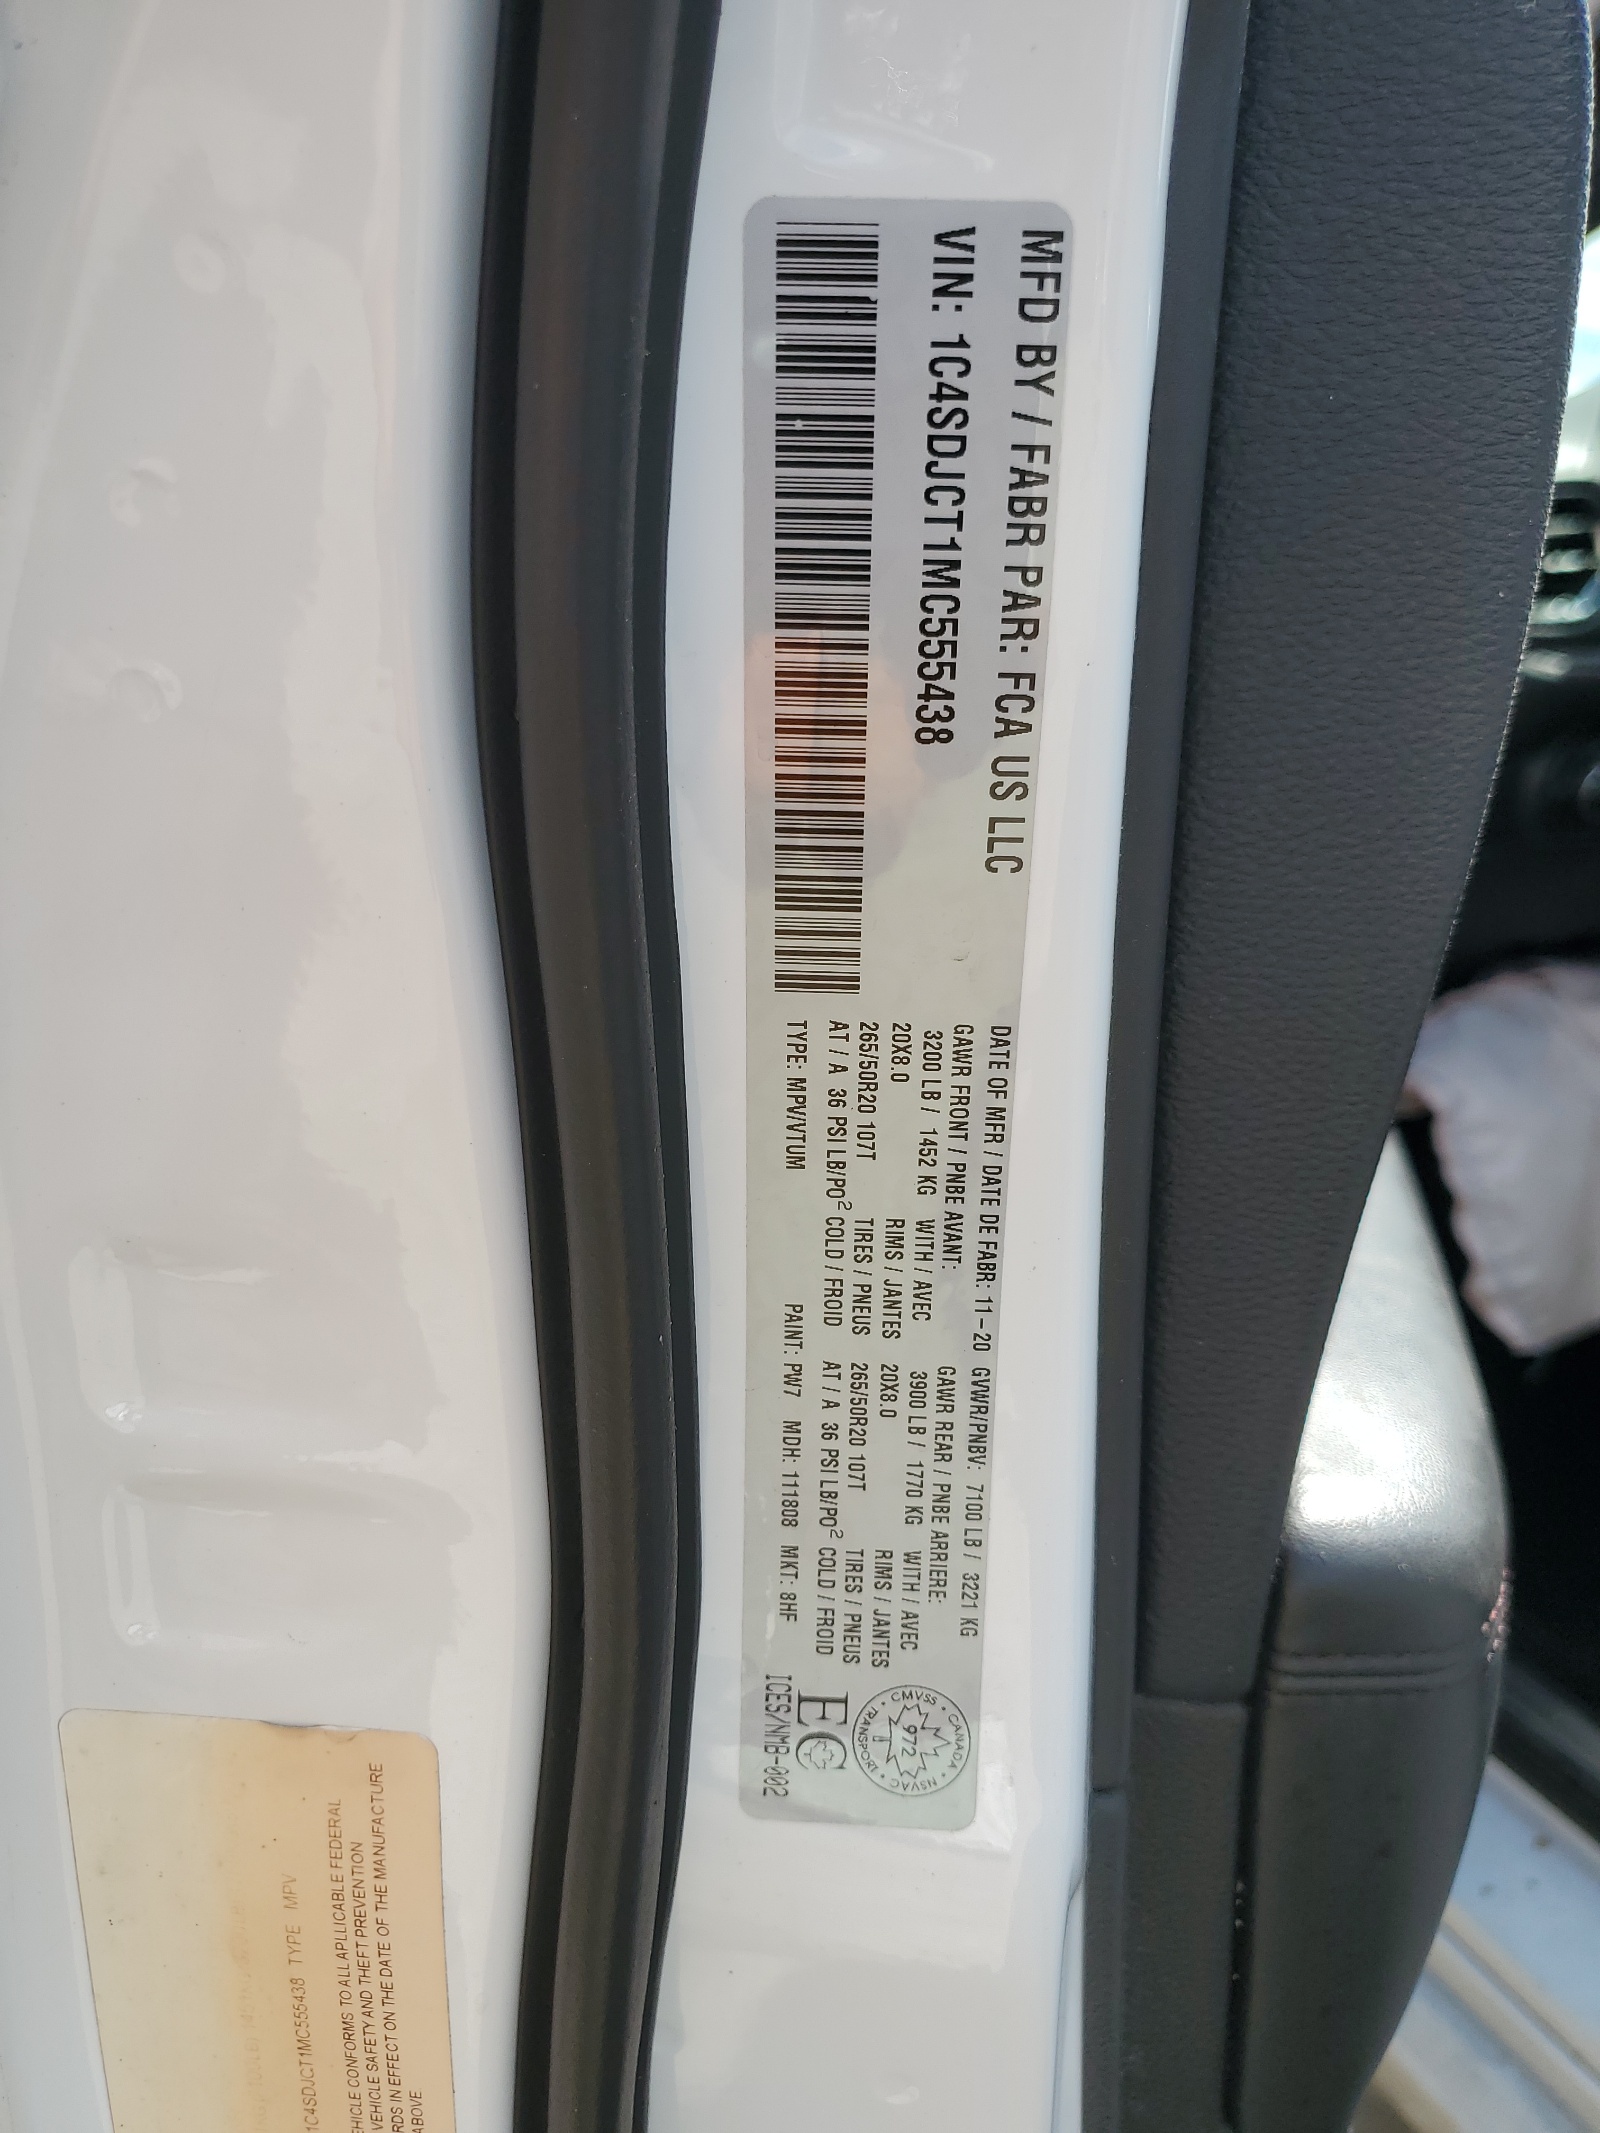 MFD BY / FABR PAR: FCA US LLC
VIN: 1C4SDJCT1MC555438
DATE OF MFR / DATE DE FABR: 11-20 GVWR/PNBV: 7100 LB / 3221 KG
GAWR FRONT / PNBE AVANT: GAWR REAR / PNBE ARRIERE:
3200 LB / 1452 KG WITH / AVEC 3900 LB / 1770 KG WITH / AVEC
20X8.0 RIMS / JANTES 20X8.0 RIMS / JANTES
265/50R20 107T TIRES / PNEUS 265/50R20 107T TIRES / PNEUS
AT / A 36 PSI LB/PO² COLD / FROID AT / A 36 PSI LB/PO² COLD / FROID
TYPE: MPV/VTUM PAINT: PW7 MDH: 111808 MKT: 8HF
CMVSS • CANADA • NSVAC • TRANSPORT •
972
EC
ICES/NMB-002
1C4SDJCT1MC555438 TYPE MPV
HICLE CONFORMS TO ALL APLLICABLE FEDERAL
VEHICLE SAFETY AND THEFT PREVENTION
RDS IN EFFECT ON THE DATE OF THE MANUFACTURE
ABOVE